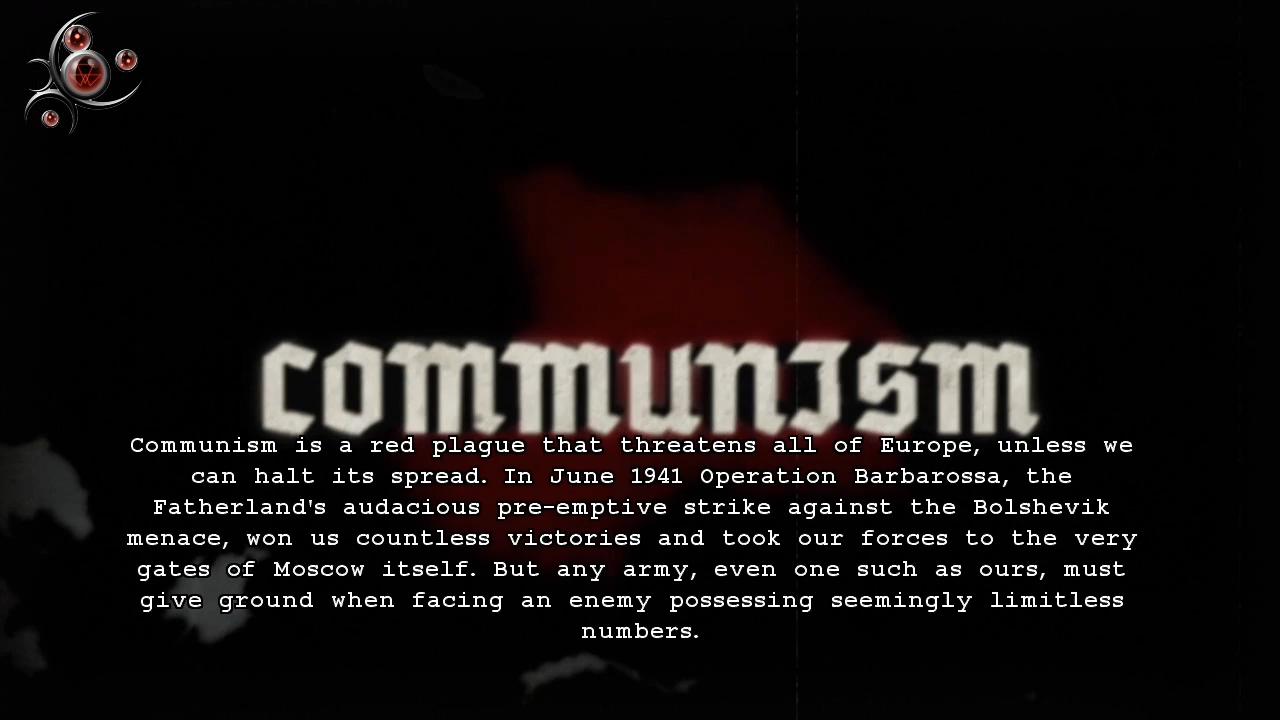 COMMUNISM
Communism is a red plague that threatens all of Europe, unless we
can halt its spread. In June 1941 Operation Barbarossa, the
Fatherland's audacious pre-emptive strike against the Bolshevik
menace, won us countless victories and took our forces to the very
gates of Moscow itself. But any army, even one such as ours, must
give ground when facing an enemy possessing seemingly limitless
numbers.